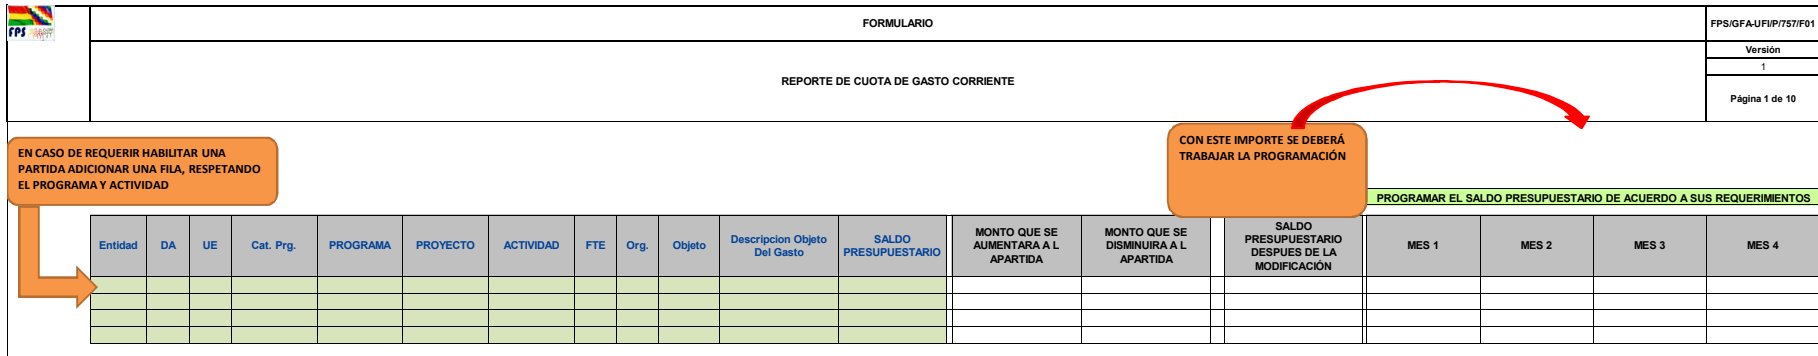 FPS
FORMULARIO
FPS/GFA-UFI/P/757/F01
Versión
1
REPORTE DE CUOTA DE GASTO CORRIENTE
Página 1 de 10
EN CASO DE REQUERIR HABILITAR UNA
PARTIDA ADICIONAR UNA FILA, RESPETANDO
EL PROGRAMA Y ACTIVIDAD
CON ESTE IMPORTE SE DEBERÁ
TRABAJAR LA PROGRAMACIÓN
PROGRAMAR EL SALDO PRESUPUESTARIO DE ACUERDO A SUS REQUERIMIENTOS
Entidad
DA
UE
Cat. Prg.
PROGRAMA
PROYECTO
ACTIVIDAD
FTE
Org.
Objeto
Descripcion Objeto
Del Gasto
SALDO
PRESUPUESTARIO
MONTO QUE SE
AUMENTARA A L
APARTIDA
MONTO QUE SE
DISMINUIRA A L
APARTIDA
SALDO
PRESUPUESTARIO
DESPUES DE LA
MODIFICACIÓN
MES 1
MES 2
MES 3
MES 4